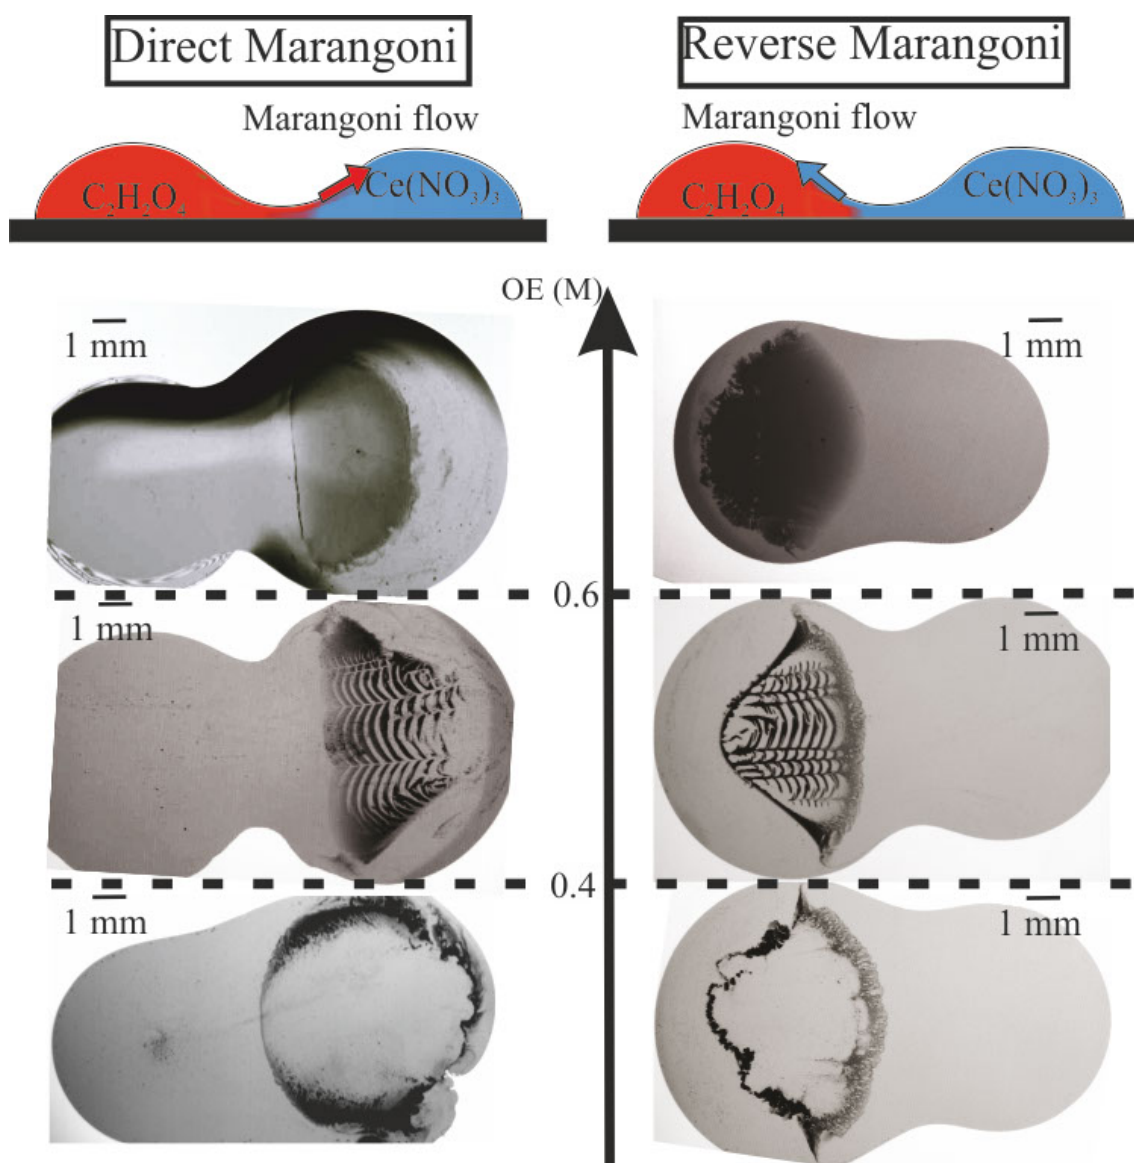 Direct Marangoni
Reverse Marangoni
Marangoni flow
Marangoni flow
C₂H₂O₄
Ce(NO₃)₃
C₂H₂O₄
Ce(NO₃)₃
OE (M)
1 mm
1 mm
0.6
1 mm
1 mm
0.4
1 mm
1 mm